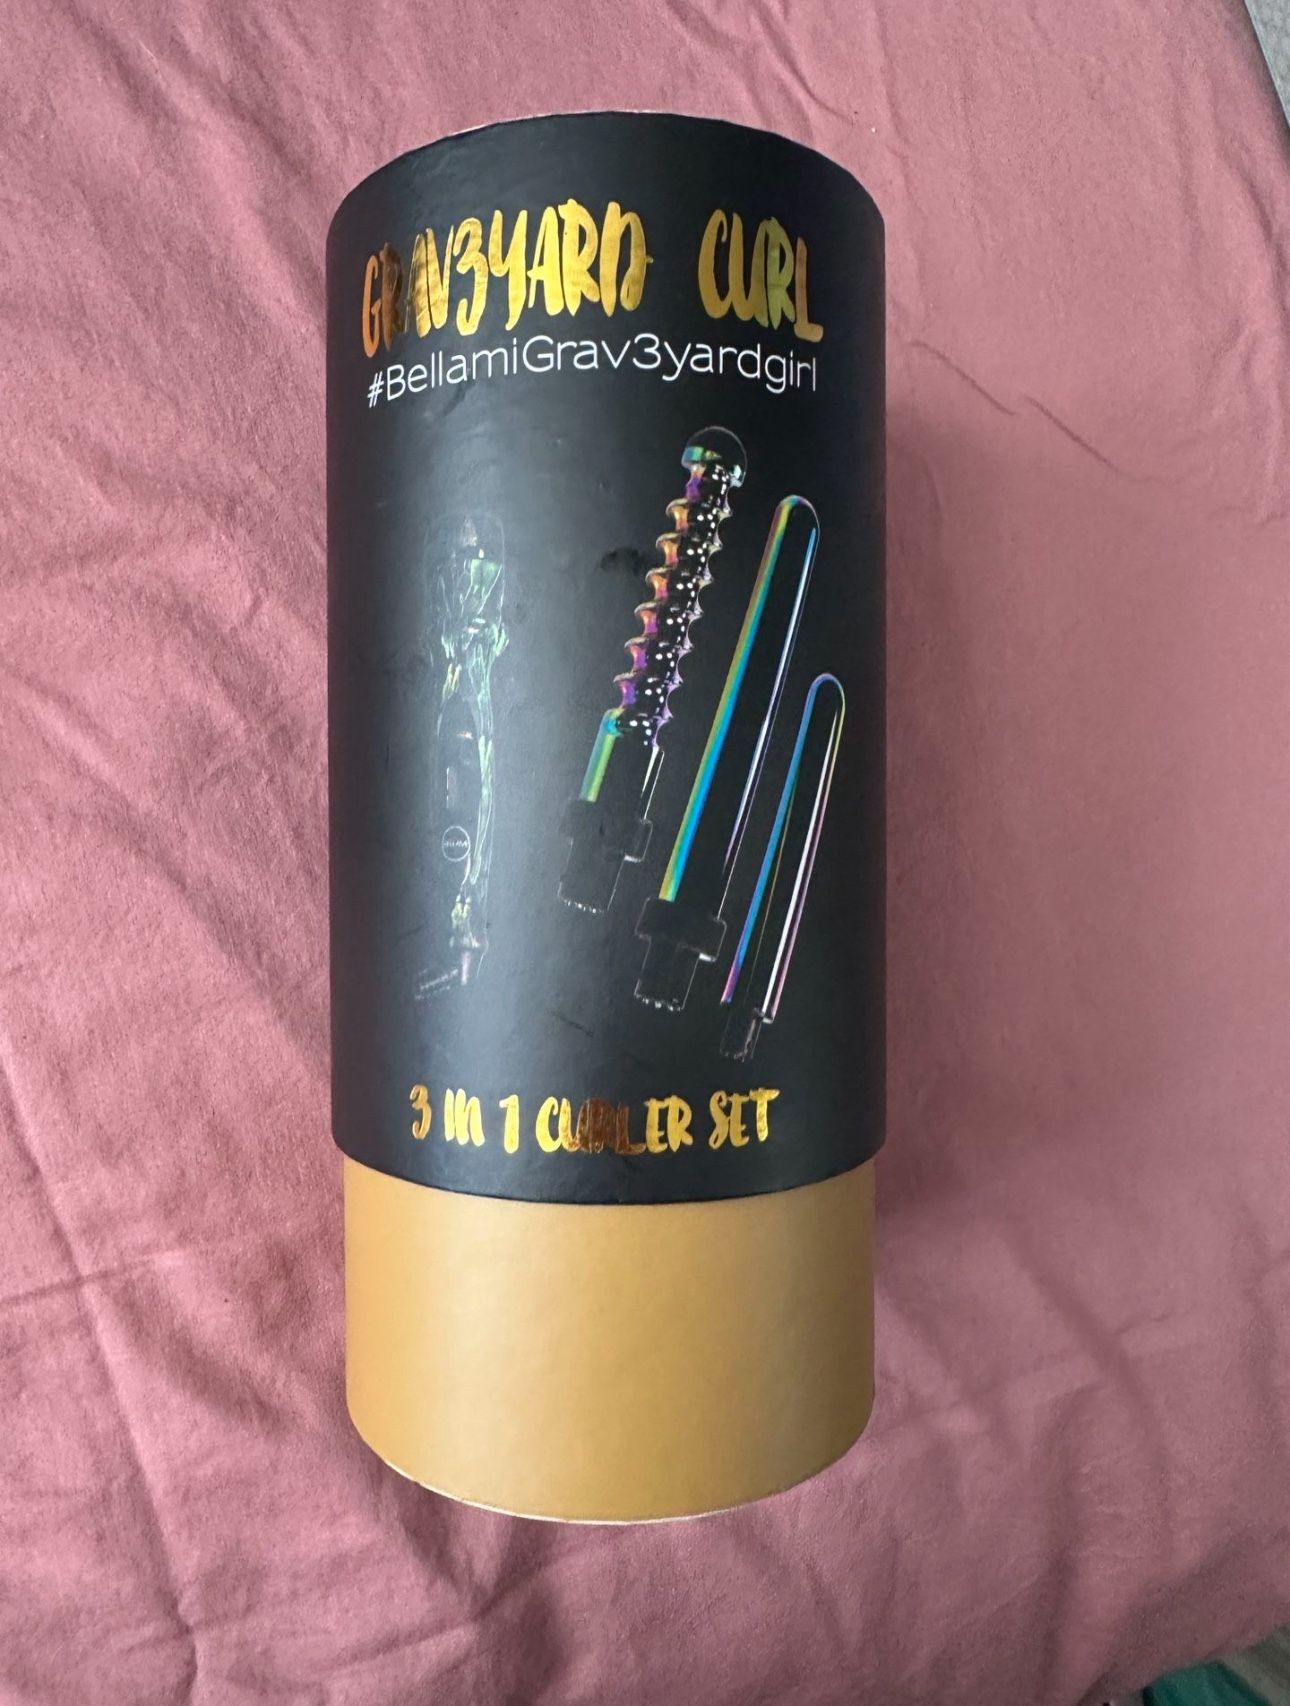 GRAV3YARD CURL
#BellamiGrav3yardgirl
3 IN 1 CURLER SET